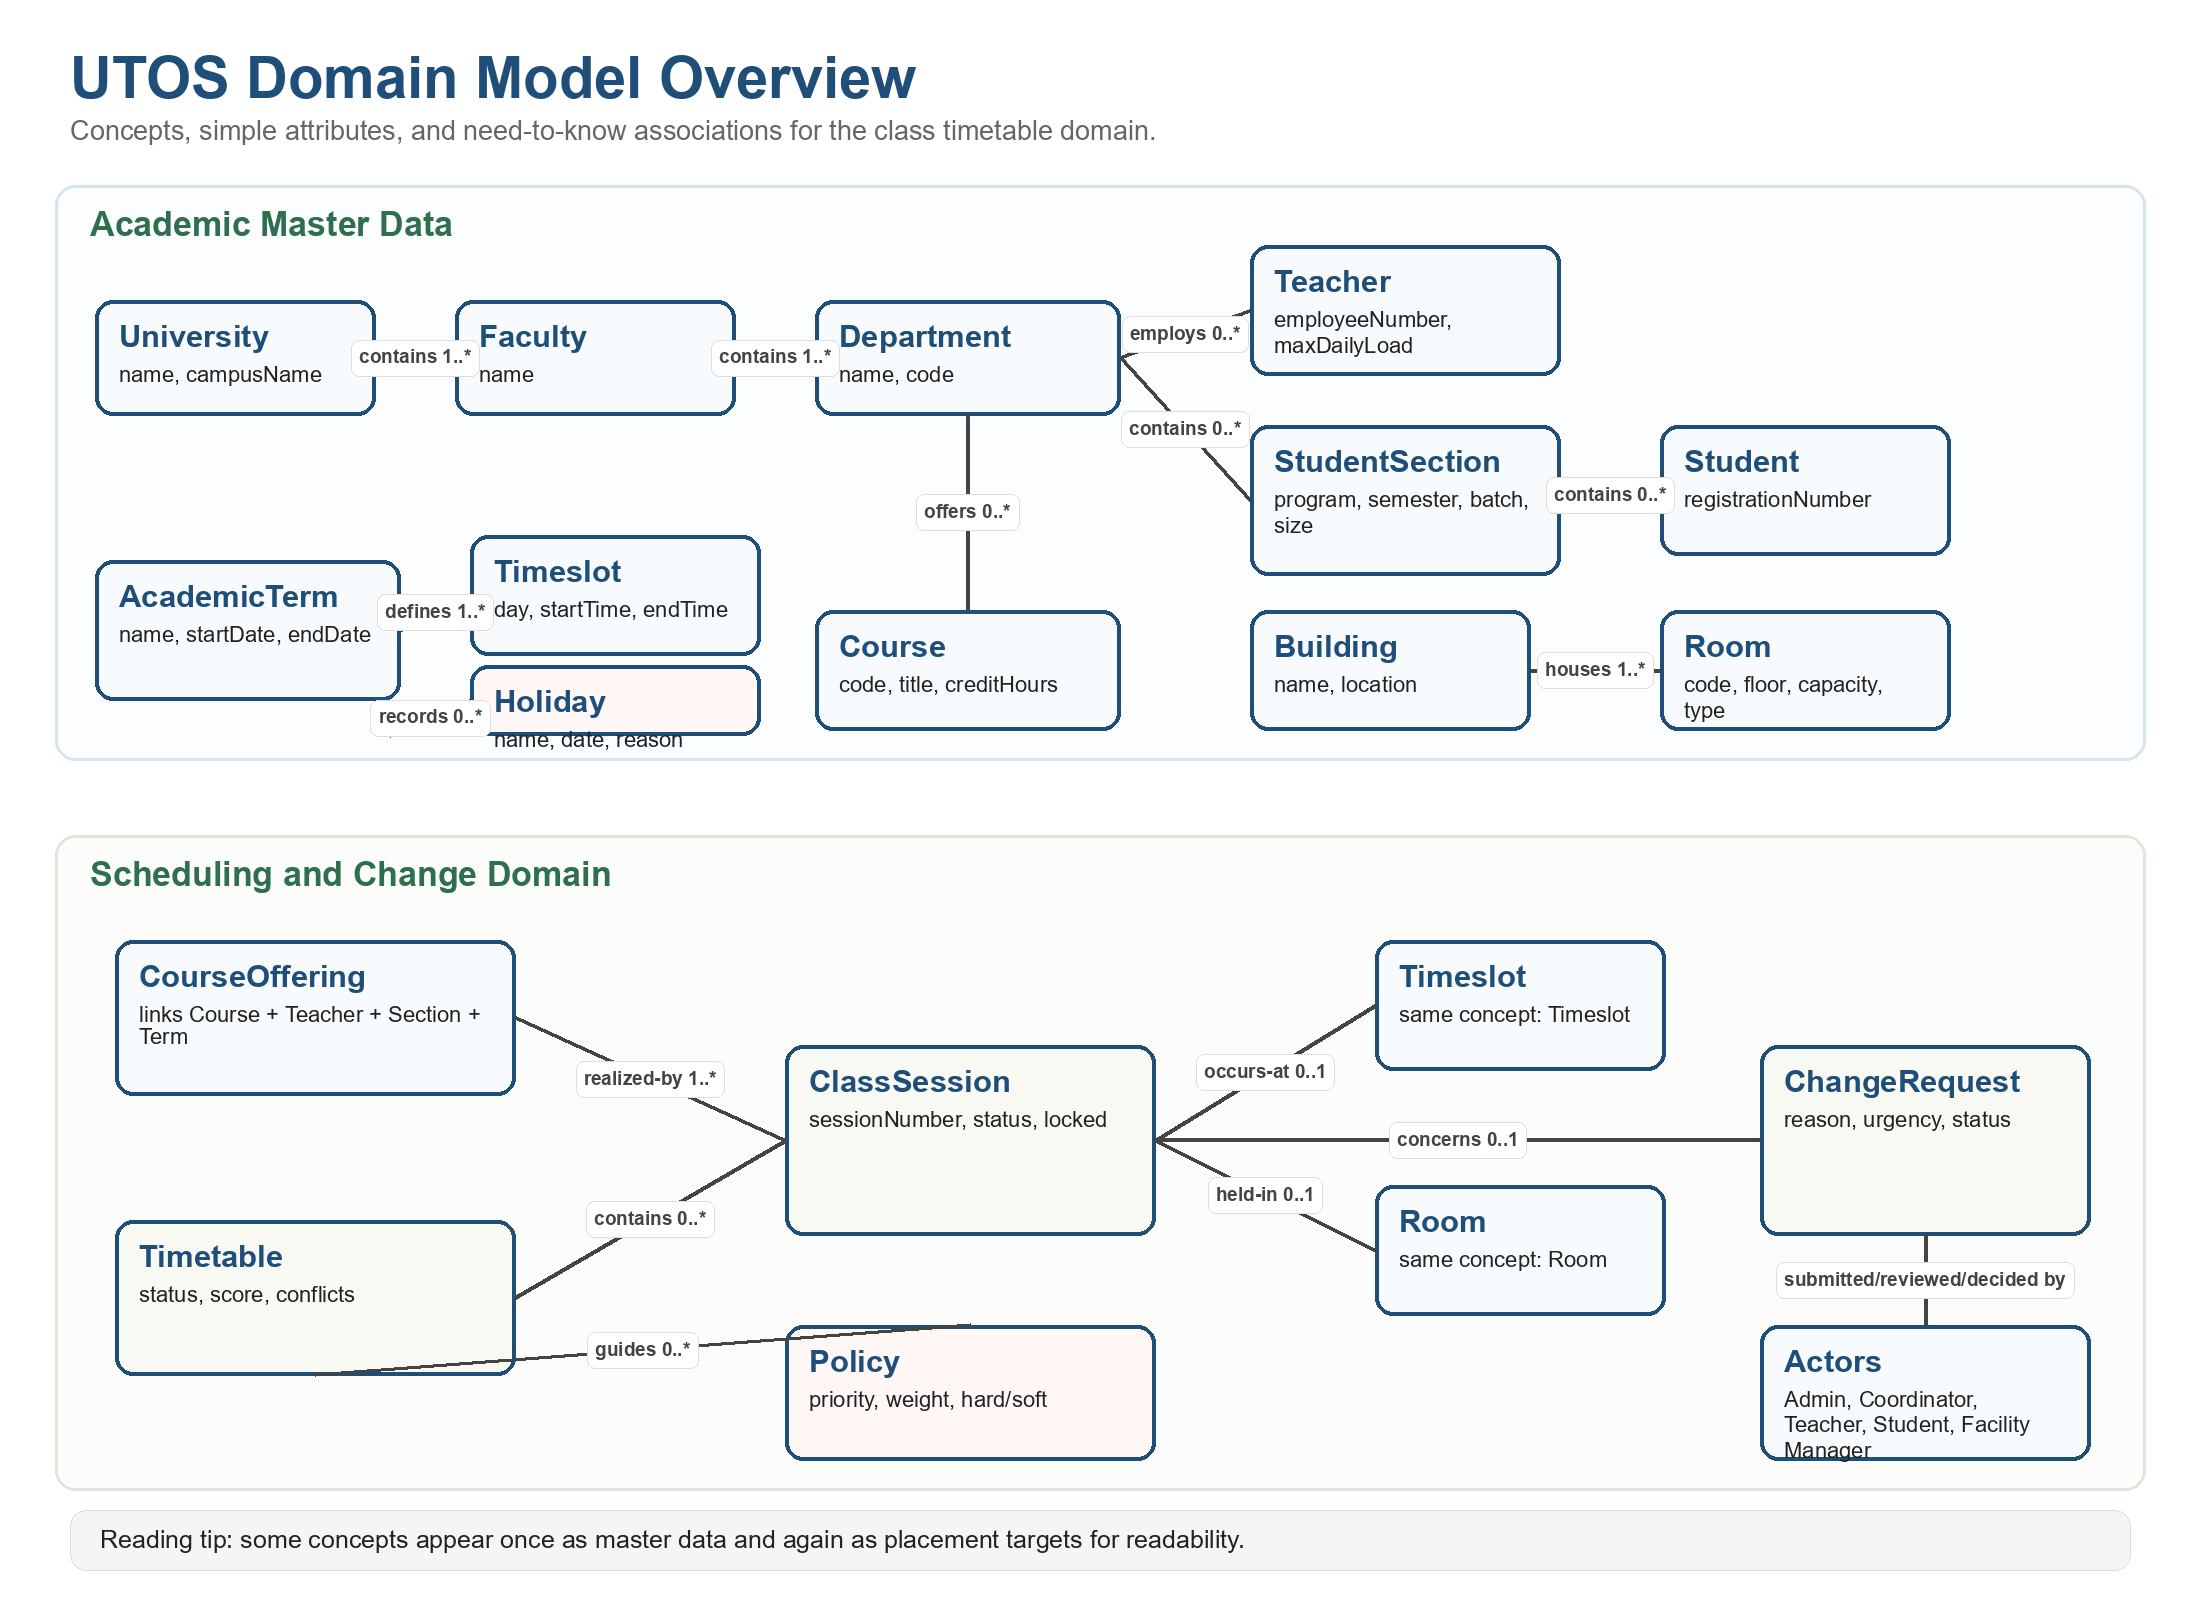 UTOS Domain Model Overview
Concepts, simple attributes, and need-to-know associations for the class timetable domain.
Academic Master Data
University
name, campusName
contains 1..*
Faculty
name
contains 1..*
Department
name, code
employs 0..*
Teacher
employeeNumber,
maxDailyLoad
contains 0..*
StudentSection
program, semester, batch,
size
contains 0..*
Student
registrationNumber
offers 0..*
AcademicTerm
name, startDate, endDate
defines 1..*
Timeslot
day, startTime, endTime
records 0..*
Holiday
name, date, reason
Course
code, title, creditHours
Building
name, location
houses 1..*
Room
code, floor, capacity,
type
Scheduling and Change Domain
CourseOffering
links Course + Teacher + Section +
Term
realized-by 1..*
ClassSession
sessionNumber, status, locked
occurs-at 0..1
Timeslot
same concept: Timeslot
concerns 0..1
ChangeRequest
reason, urgency, status
held-in 0..1
Room
same concept: Room
contains 0..*
Timetable
status, score, conflicts
guides 0..*
Policy
priority, weight, hard/soft
submitted/reviewed/decided by
Actors
Admin, Coordinator,
Teacher, Student, Facility
Manager
Reading tip: some concepts appear once as master data and again as placement targets for readability.